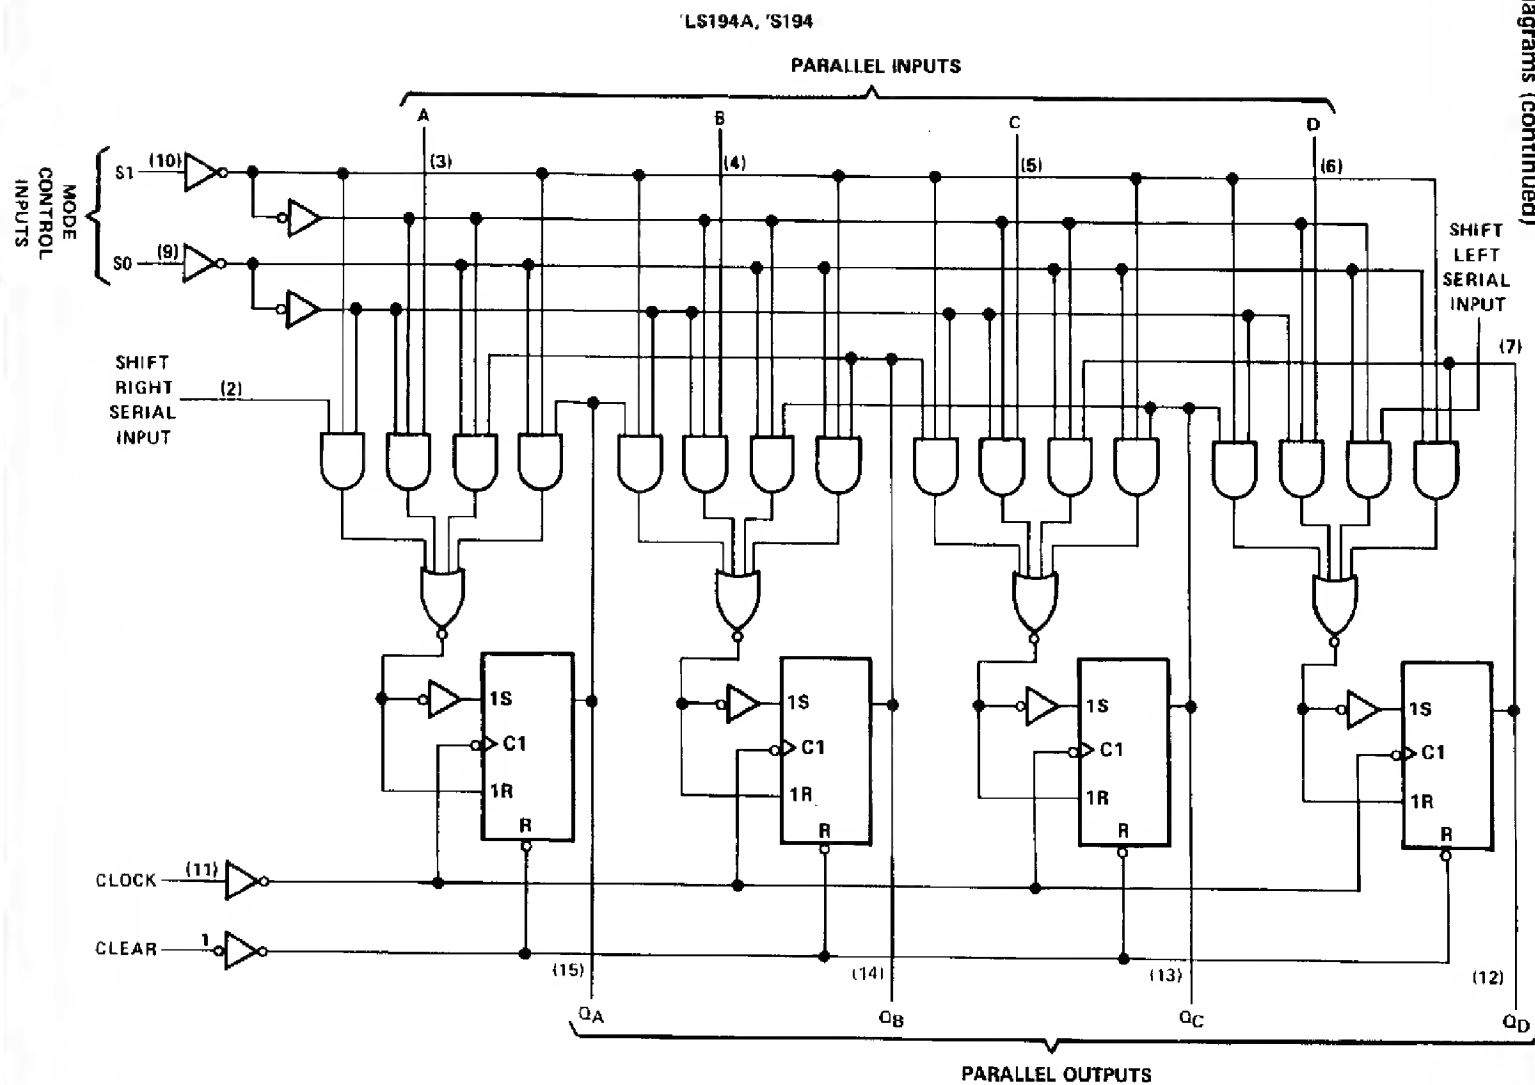 'LS194A, 'S194
agrams (continued)
PARALLEL INPUTS
A
B
C
D
S1
(10)
(3)
(4)
(5)
(6)
MODE
CONTROL
INPUTS
S0
(9)
SHIFT
LEFT
SERIAL
INPUT
(7)
SHIFT
RIGHT
SERIAL
INPUT
(2)
1S
C1
1R
R
1S
C1
1R
R
1S
C1
1R
R
1S
C1
1R
R
CLOCK
(11)
CLEAR
1
(15)
(14)
(13)
(12)
QA
QB
QC
QD
PARALLEL OUTPUTS